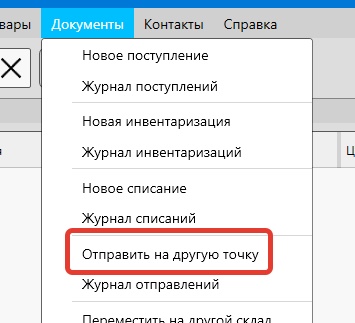 вары Документы Контакты Справка
Новое поступление
Журнал поступлений
Новая инвентаризация
Журнал инвентаризаций
Новое списание
Журнал списаний
Отправить на другую точку
Журнал отправлений
Переместить на другой склад